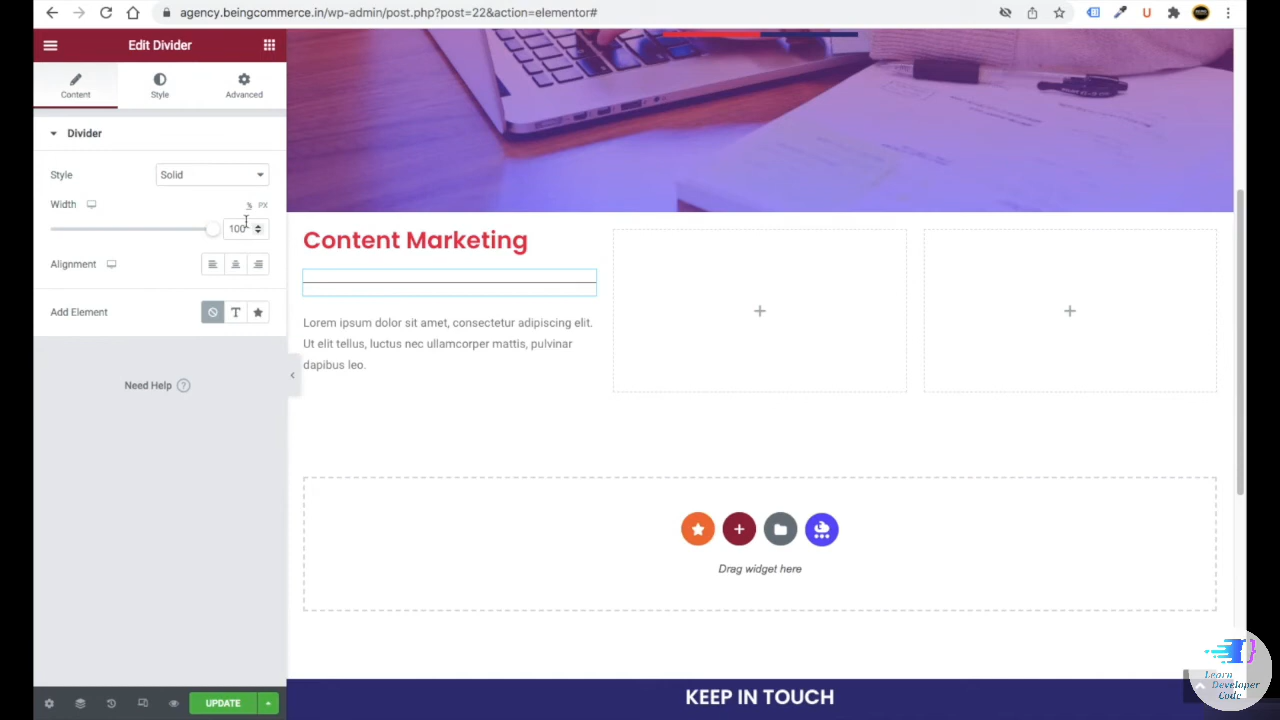 agency.beingcommerce.in/wp-admin/post.php?post=22&action=elementor#
Edit Divider
Content
Style
Advanced
Divider
Style
Solid
Width
%
PX
100
Alignment
Add Element
T
Need Help ?
UPDATE
Content Marketing
Lorem ipsum dolor sit amet, consectetur adipiscing elit.
Ut elit tellus, luctus nec ullamcorper mattis, pulvinar
dapibus leo.
Drag widget here
KEEP IN TOUCH
Learn
Developer
Code